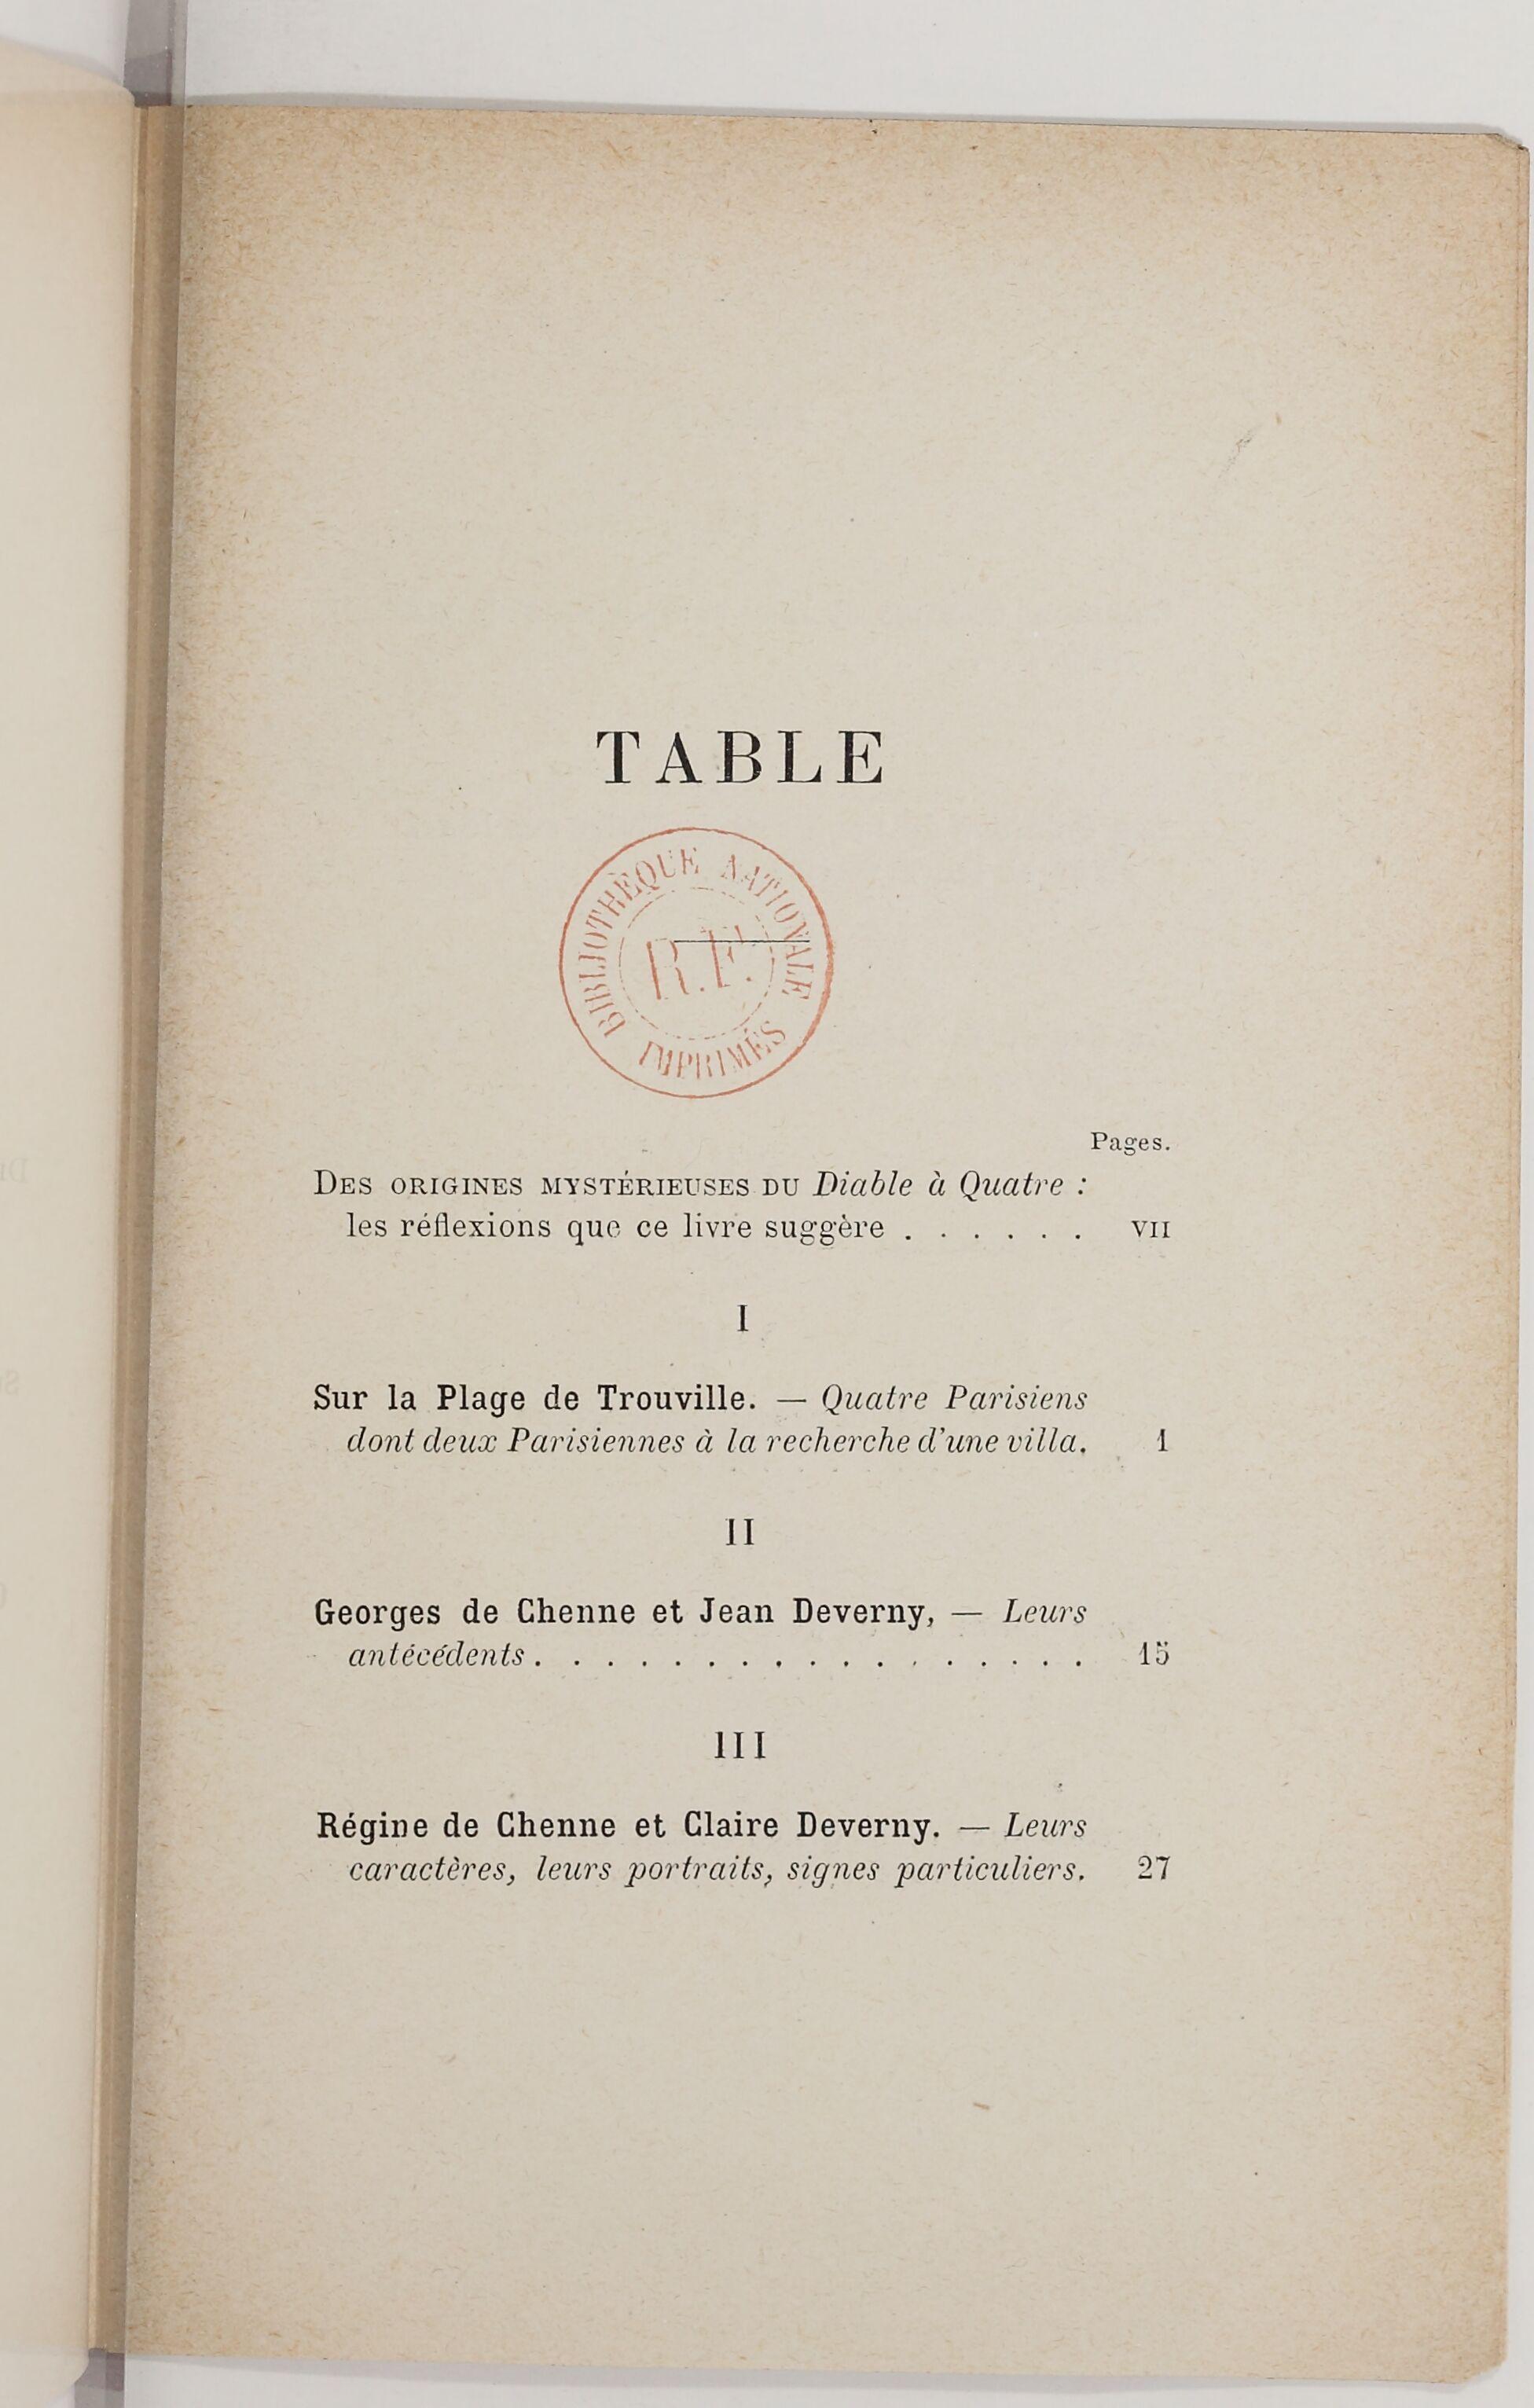 TABLE
BIBLIOTHÈQUE NATIONALE
R.F.
IMPRIMÉS
Pages.
DES ORIGINES MYSTÉRIEUSES DU Diable à Quatre :
les réflexions que ce livre suggère . . . . . . VII
I
Sur la Plage de Trouville. — Quatre Parisiens
dont deux Parisiennes à la recherche d'une villa. 1
II
Georges de Chenne et Jean Deverny, — Leurs
antécédents . . . . . . . . . . . . . . . . . 15
III
Régine de Chenne et Claire Deverny. — Leurs
caractères, leurs portraits, signes particuliers. 27